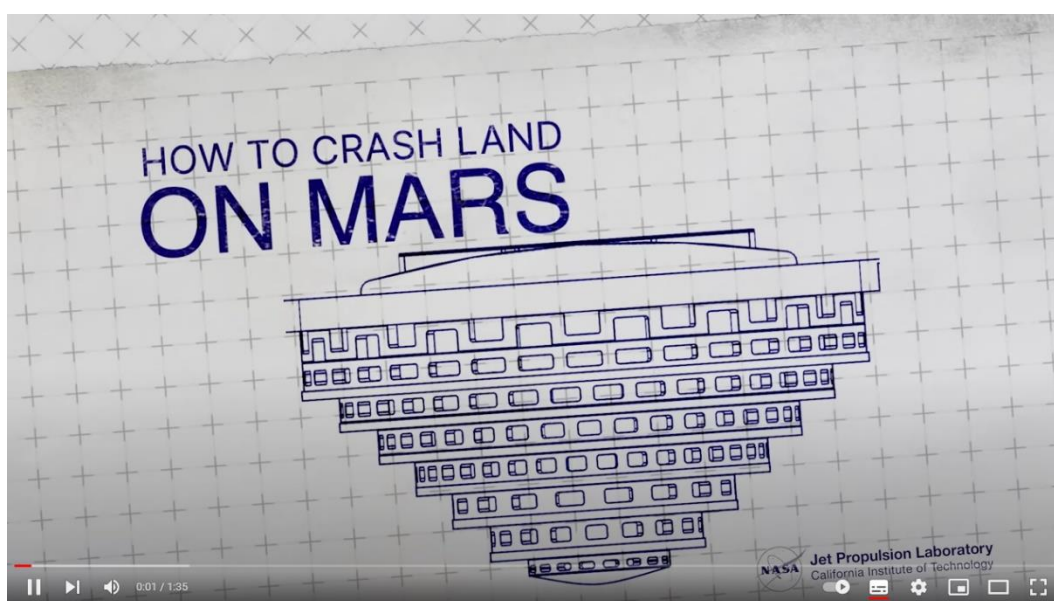 HOW TO CRASH LAND
ON MARS
NASA
Jet Propulsion Laboratory
California Institute of Technology
0:01 / 1:35